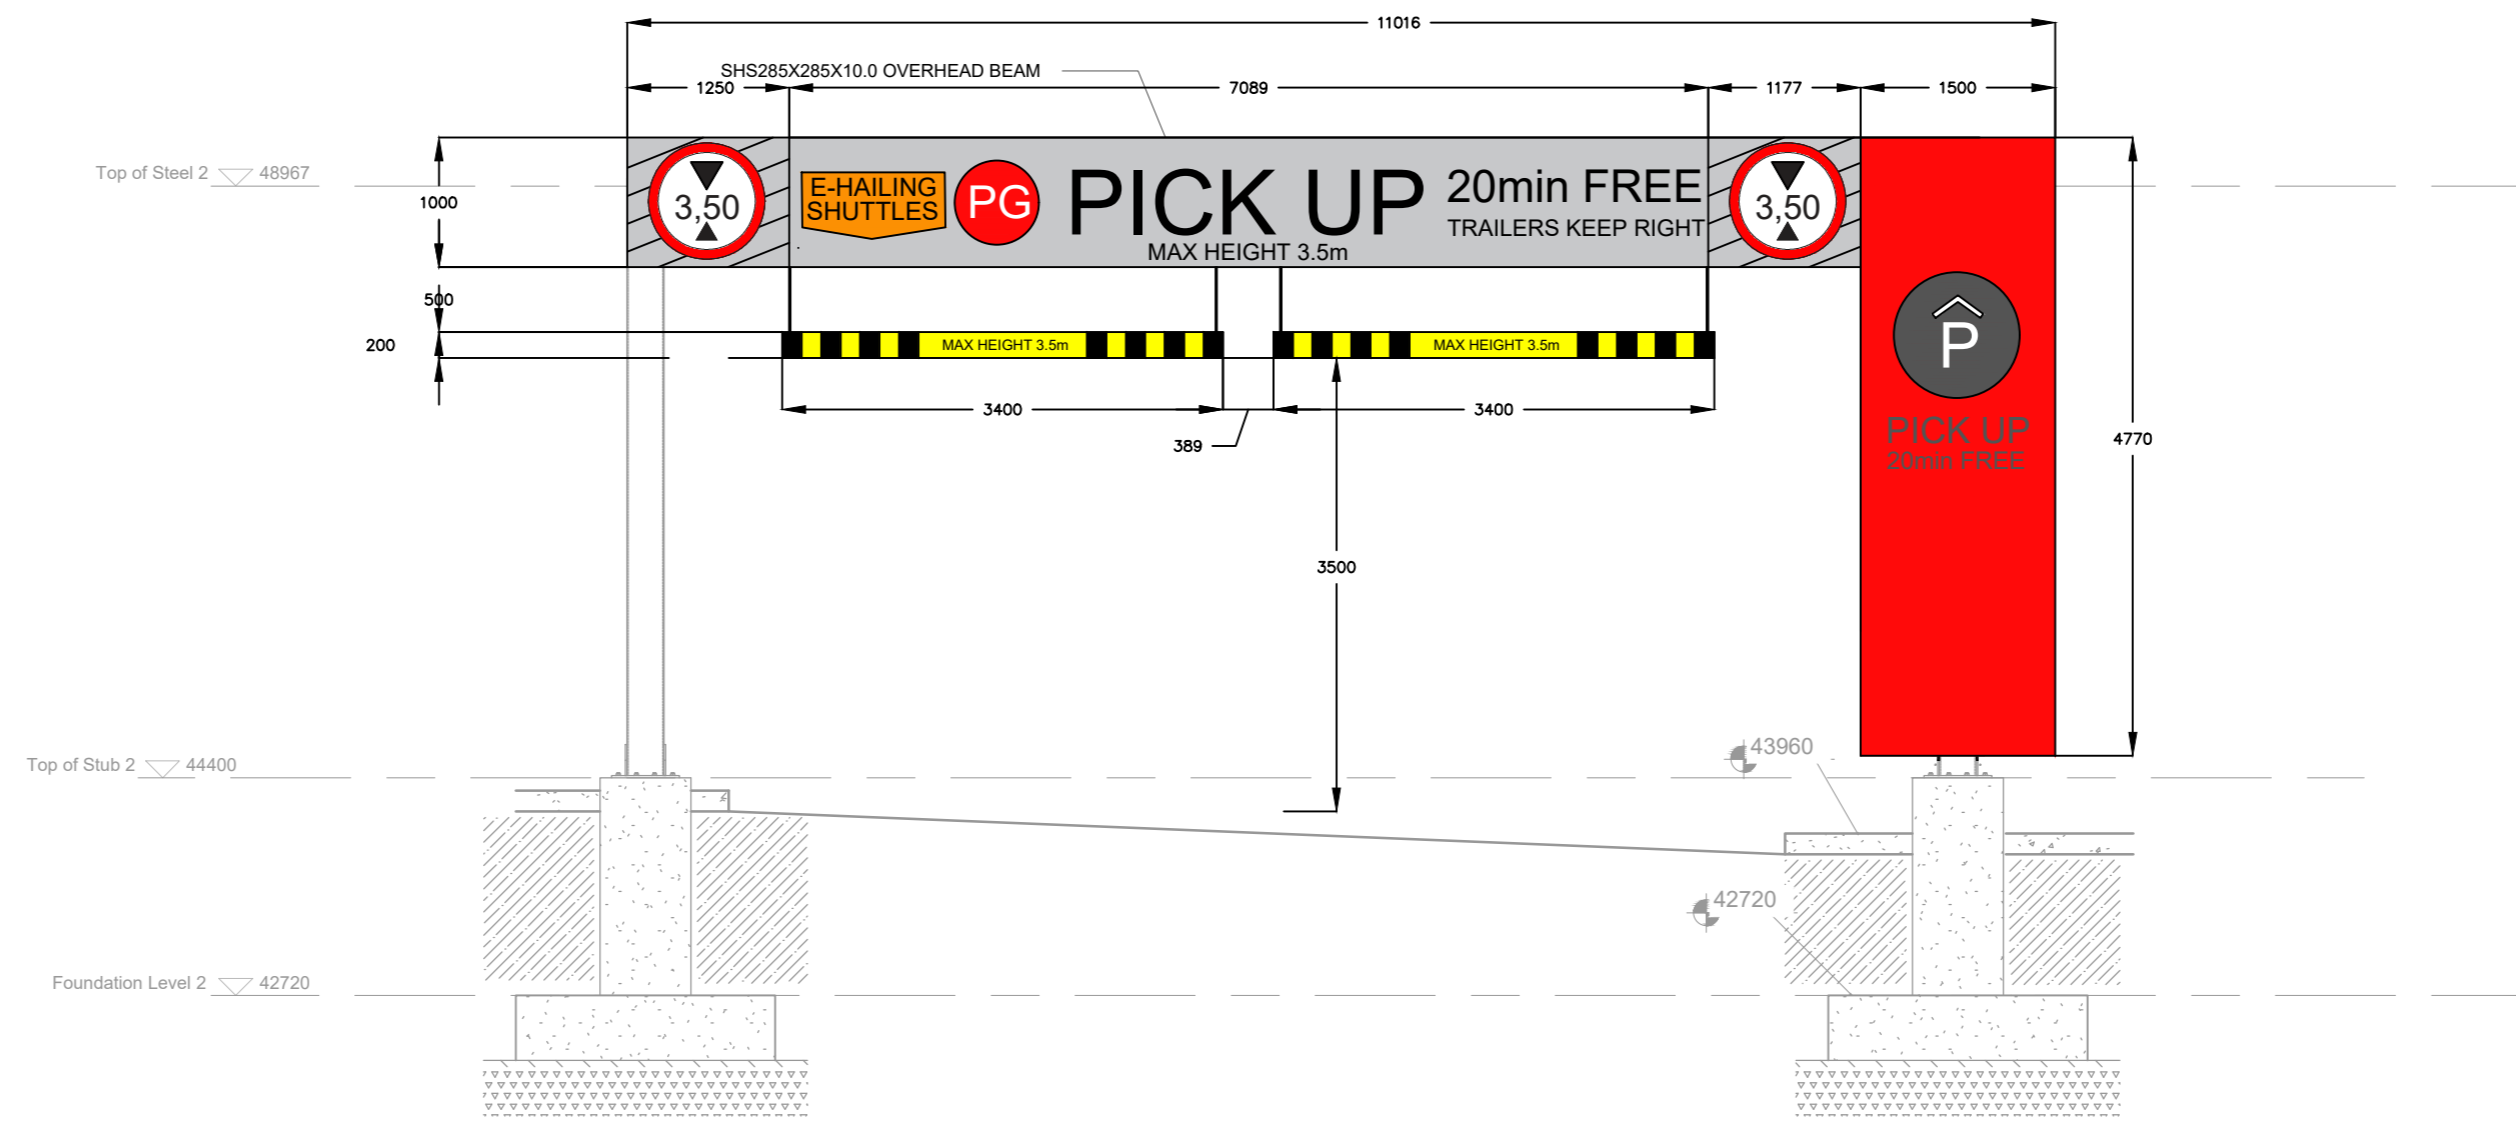 11016
SHS285X285X10.0 OVERHEAD BEAM
1250
7089
1177
1500
Top of Steel 2
48967
1000
3,50
E-HAILING
SHUTTLES
PG
PICK UP
MAX HEIGHT 3.5m
20min FREE
TRAILERS KEEP RIGHT
3,50
500
200
MAX HEIGHT 3.5m
MAX HEIGHT 3.5m
P
3400
3400
389
PICK UP
20min FREE
4770
3500
43960
Top of Stub 2
44400
42720
Foundation Level 2
42720